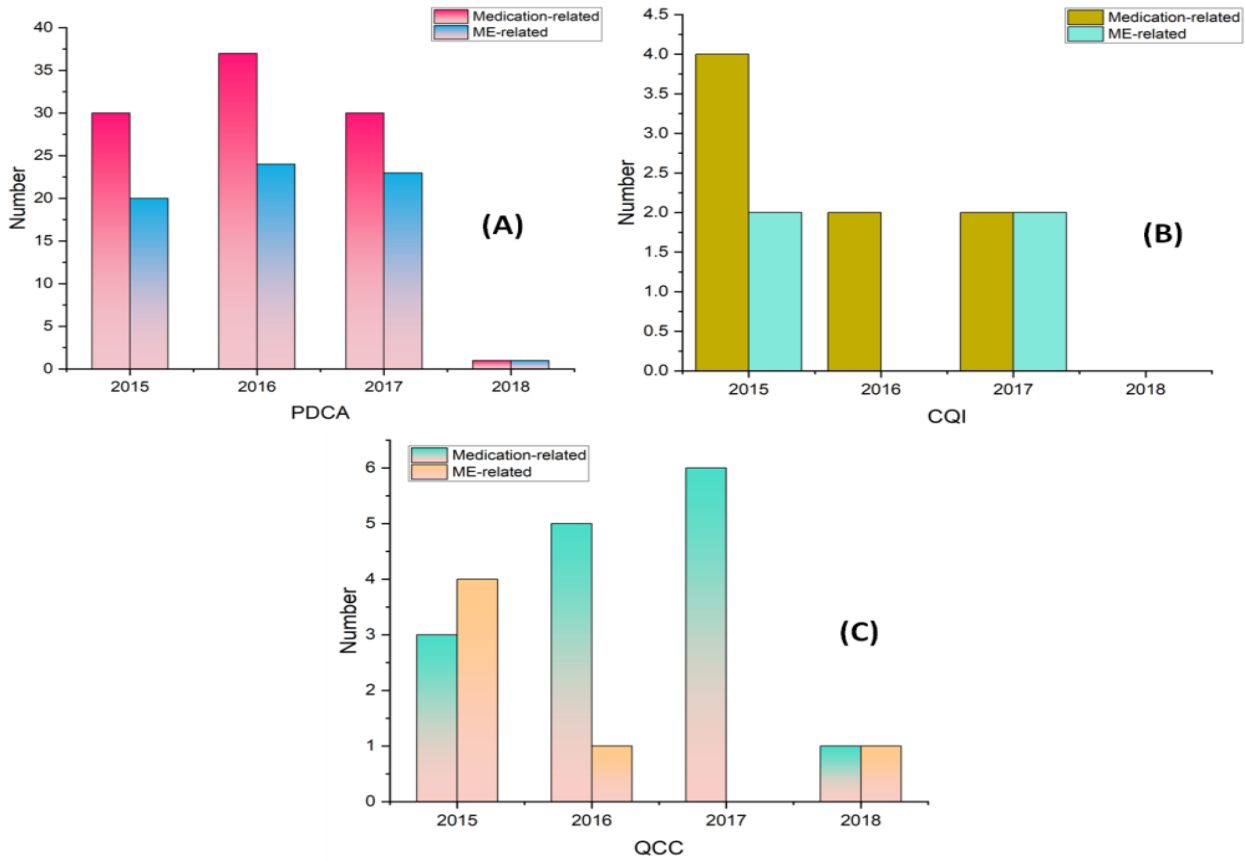 Medication-related
ME-related
Number
40
35
30
25
20
15
10
5
0
2015 2016 2017 2018
PDCA
(A)
Medication-related
ME-related
Number
4.5
4.0
3.5
3.0
2.5
2.0
1.5
1.0
0.5
0.0
2015 2016 2017 2018
CQI
(B)
Medication-related
ME-related
Number
6
5
4
3
2
1
0
2015 2016 2017 2018
QCC
(C)